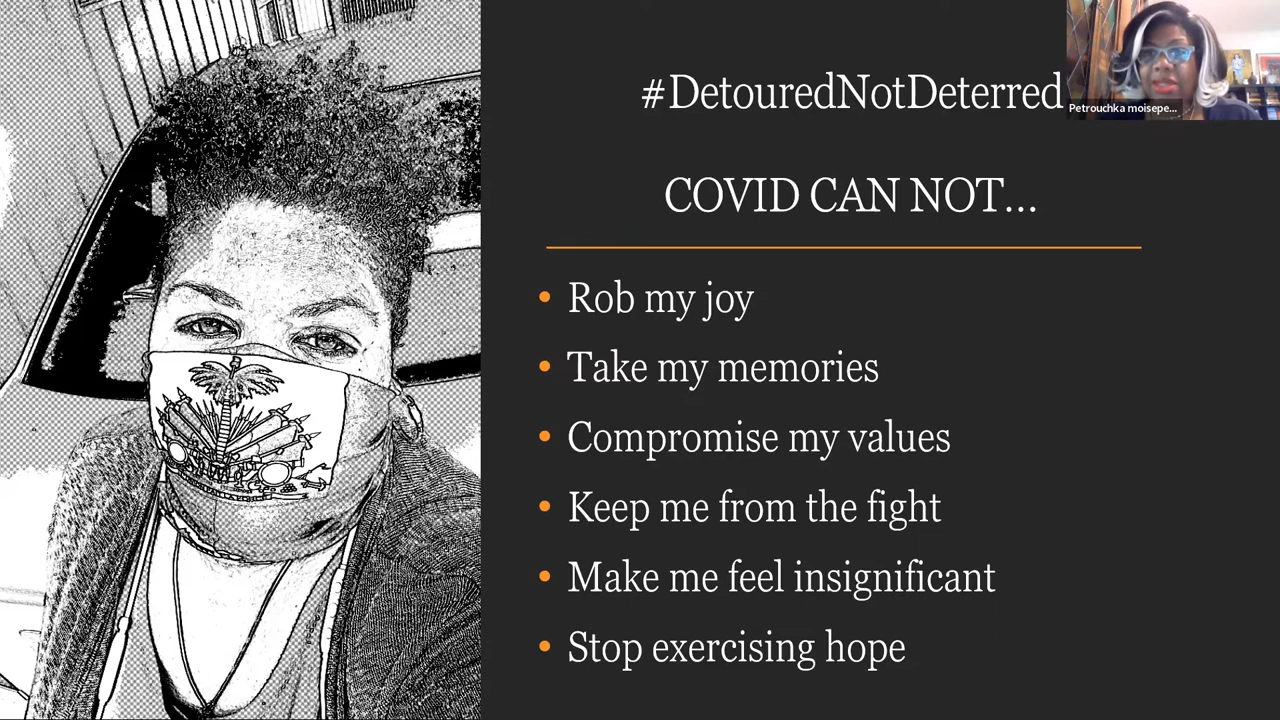 #DetouredNotDeterred
Petrouchka moisepe...
COVID CAN NOT...
• Rob my joy
• Take my memories
• Compromise my values
• Keep me from the fight
• Make me feel insignificant
• Stop exercising hope